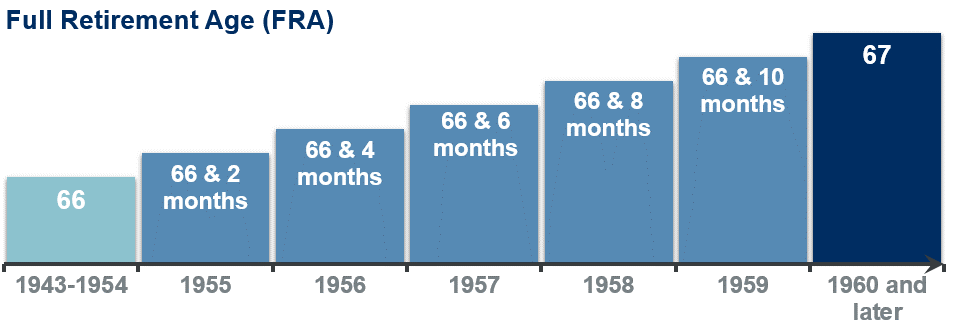 Full Retirement Age (FRA)
66
66 & 2
months
66 & 4
months
66 & 6
months
66 & 8
months
66 & 10
months
67
1943-1954
1955
1956
1957
1958
1959
1960 and
later